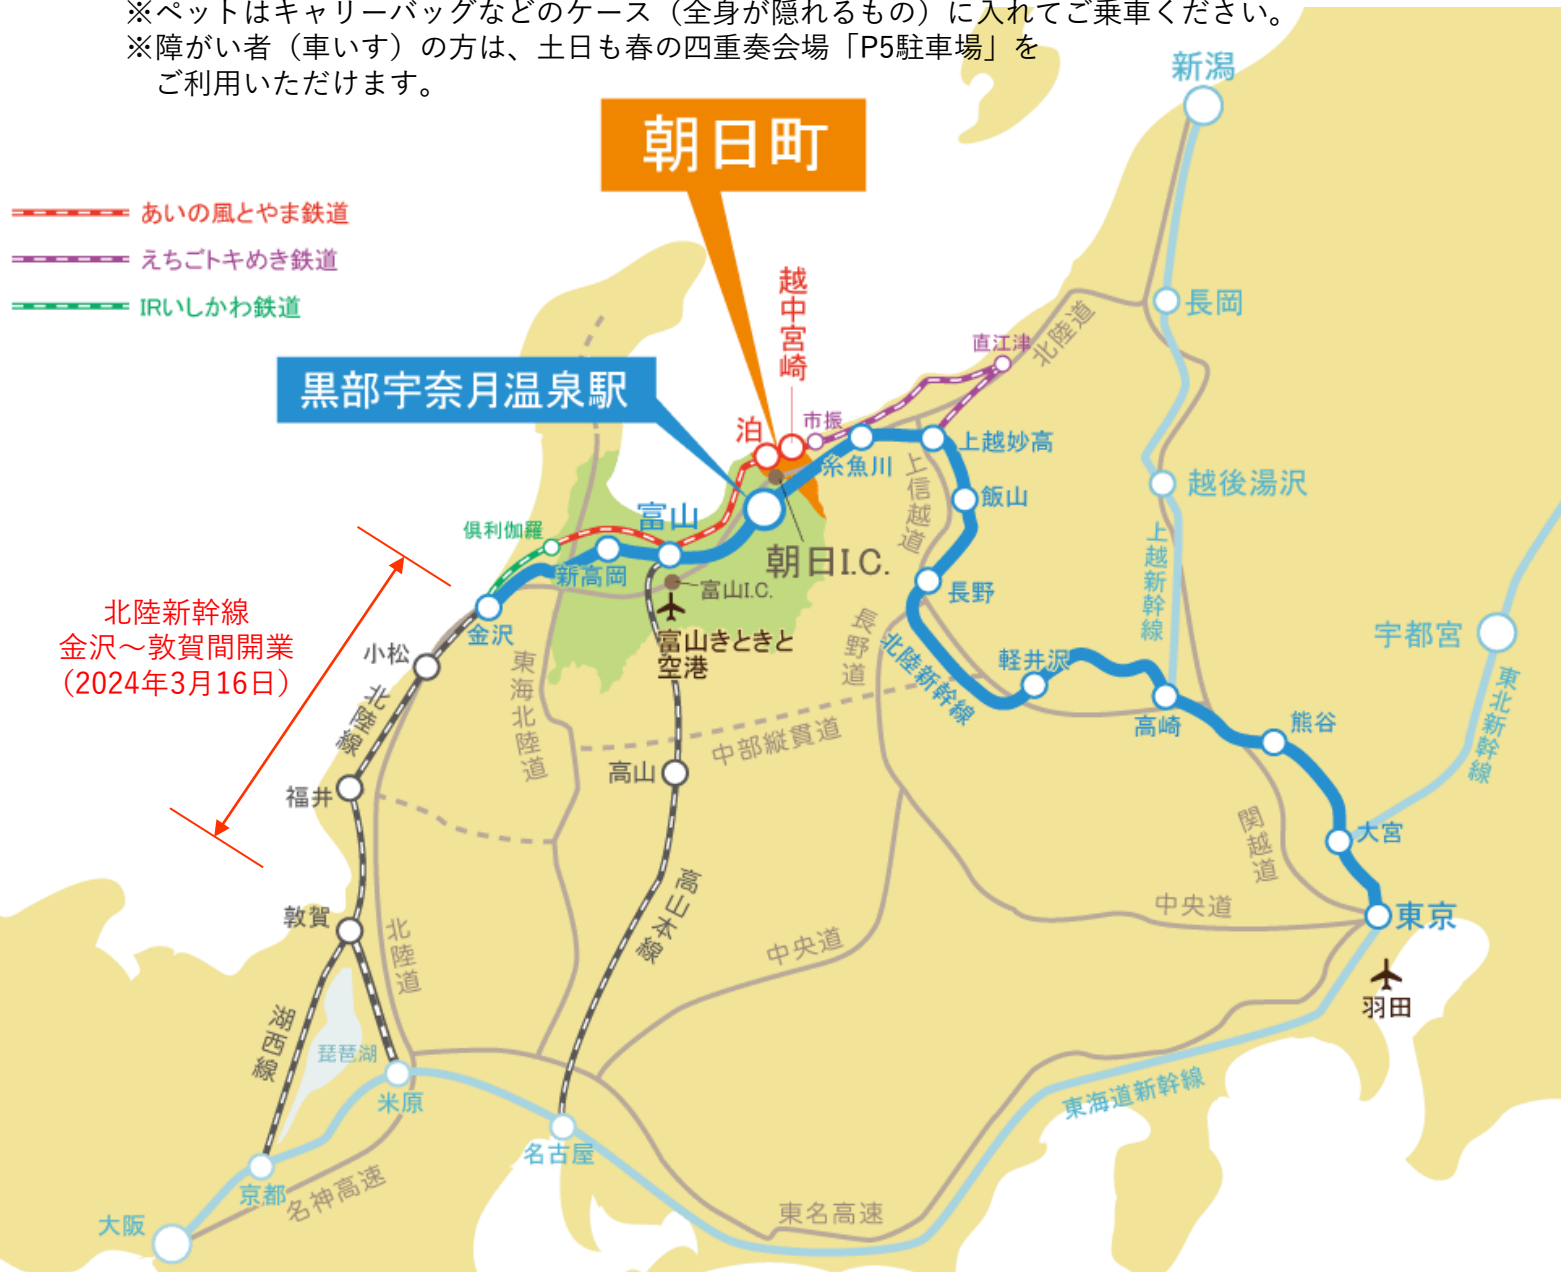 ※ペットはキャリーバッグなどのケース（全身が隠れるもの）に入れてご乗車ください。
※障がい者（車いす）の方は、土日も春の四重奏会場「P5駐車場」を
ご利用いただけます。
新潟
朝日町
あいの風とやま鉄道
えちごトキめき鉄道
IRいしかわ鉄道
越中宮崎
長岡
北陸道
直江津
黒部宇奈月温泉駅
泊
市振
糸魚川
上越妙高
上信越道
飯山
越後湯沢
上越新幹線
富山
倶利伽羅
新高岡
朝日I.C.
富山I.C.
長野
金沢
富山きときと
空港
長野道
北陸新幹線
軽井沢
宇都宮
東北新幹線
北陸新幹線
金沢～敦賀間開業
（2024年3月16日）
小松
北陸線
東海北陸道
中部縦貫道
高崎
熊谷
高山
福井
関越道
大宮
高山本線
敦賀
北陸道
中央道
中央道
東京
羽田
湖西線
琵琶湖
米原
東海道新幹線
名古屋
京都
名神高速
大阪
東名高速